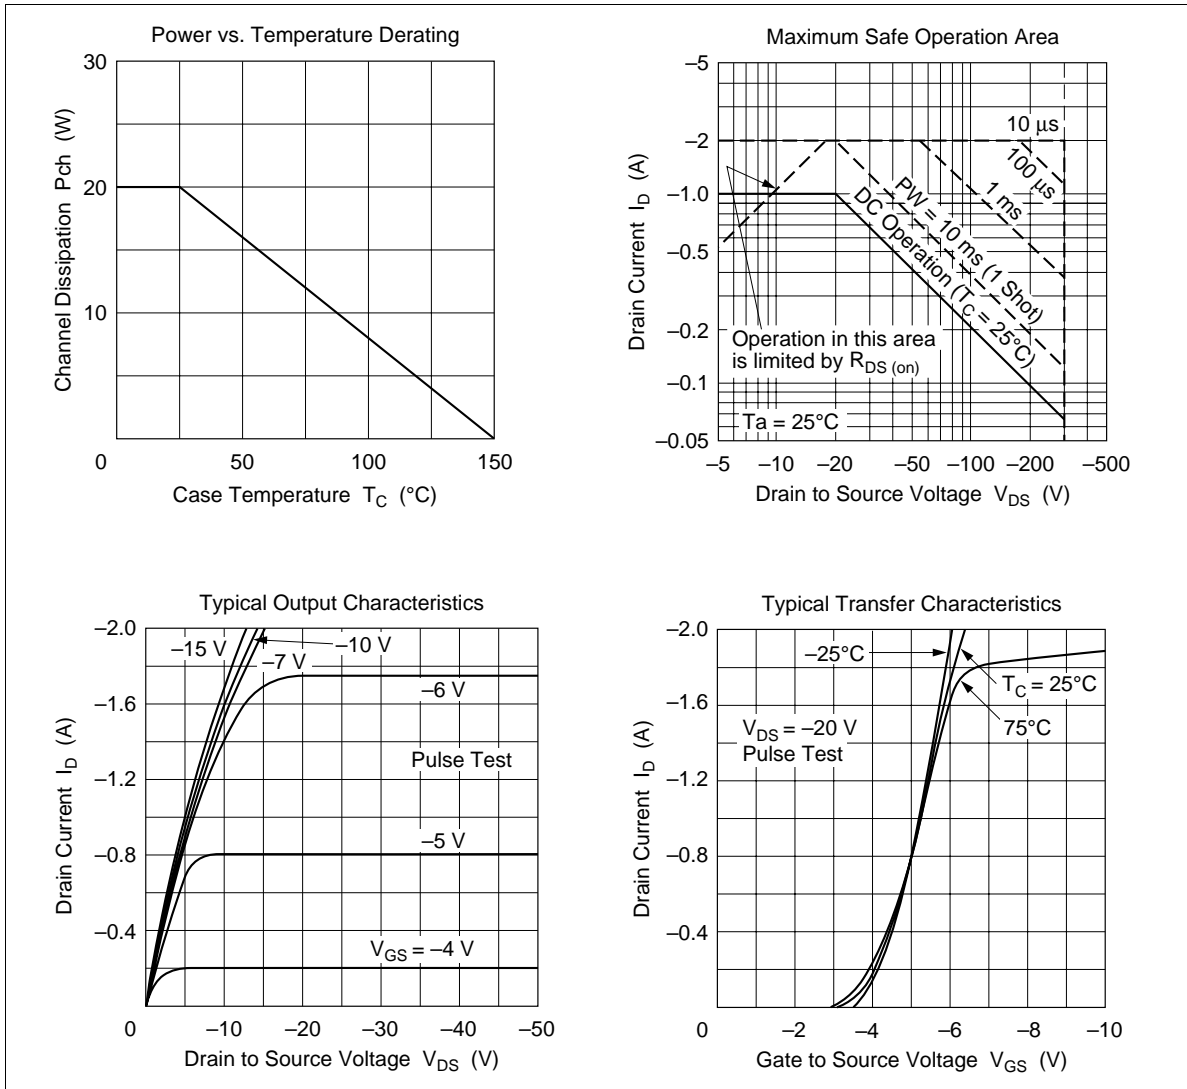 Power vs. Temperature Derating
30
20
10
Channel Dissipation Pch (W)
0
50
100
150
Case Temperature T_C (°C)
Maximum Safe Operation Area
–5
–2
–1.0
–0.5
–0.2
–0.1
–0.05
Drain Current I_D (A)
10 μs
100 μs
1 ms
PW = 10 ms (1 Shot)
DC Operation (T_C = 25°C)
Operation in this area
is limited by R_DS (on)
Ta = 25°C
–5
–10
–20
–50
–100
–200
–500
Drain to Source Voltage V_DS (V)
Typical Output Characteristics
–2.0
–1.6
–1.2
–0.8
–0.4
Drain Current I_D (A)
–15 V
–10 V
–7 V
–6 V
Pulse Test
–5 V
V_GS = –4 V
0
–10
–20
–30
–40
–50
Drain to Source Voltage V_DS (V)
Typical Transfer Characteristics
–2.0
–1.6
–1.2
–0.8
–0.4
Drain Current I_D (A)
–25°C
T_C = 25°C
75°C
V_DS = –20 V
Pulse Test
0
–2
–4
–6
–8
–10
Gate to Source Voltage V_GS (V)